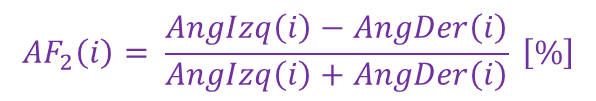 AF₂(i) = (AngIzq(i) − AngDer(i)) / (AngIzq(i) + AngDer(i)) [%]